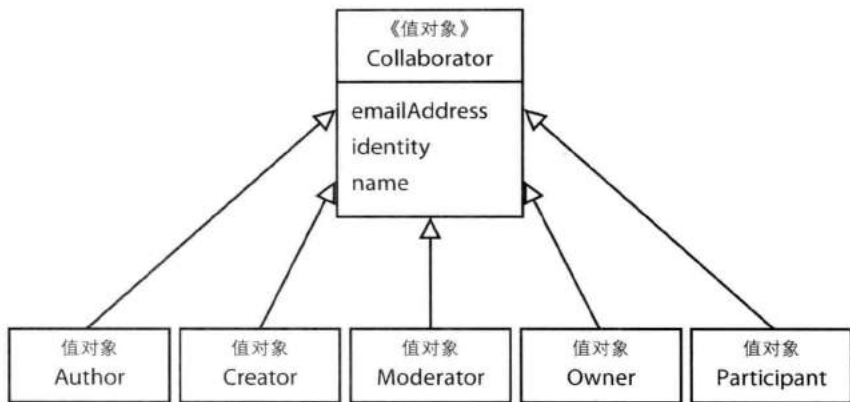 《值对象》
Collaborator
emailAddress
identity
name
值对象
Author
值对象
Creator
值对象
Moderator
值对象
Owner
值对象
Participant